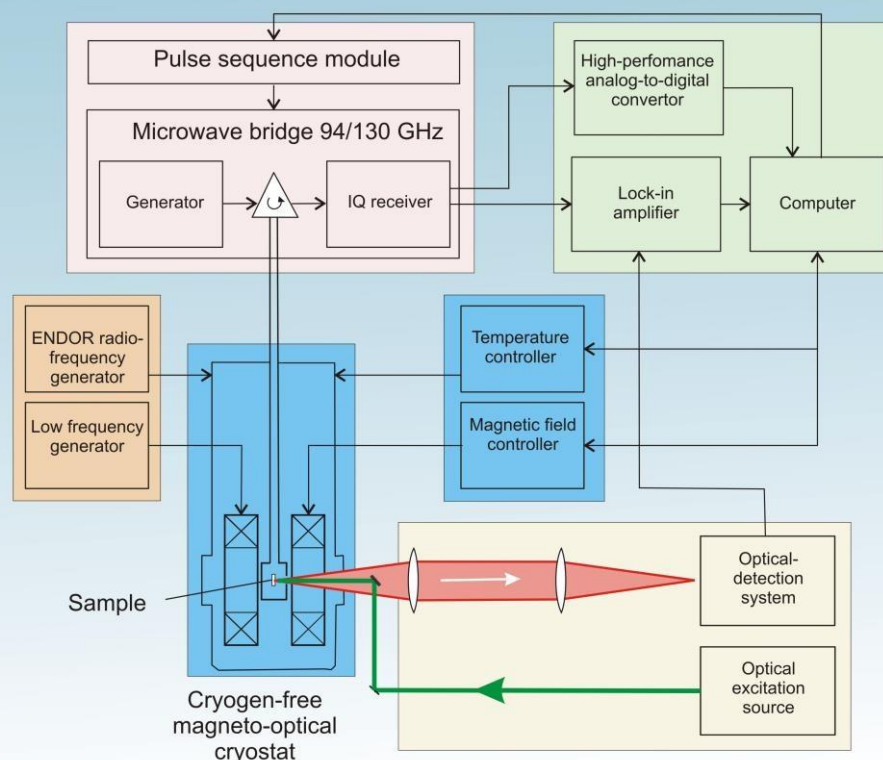 Pulse sequence module
Microwave bridge 94/130 GHz
Generator
IQ receiver
High-perfomance
analog-to-digital
convertor
Lock-in
amplifier
Computer
ENDOR radio-
frequency
generator
Low frequency
generator
Temperature
controller
Magnetic field
controller
Sample
Cryogen-free
magneto-optical
cryostat
Optical-
detection
system
Optical
excitation
source